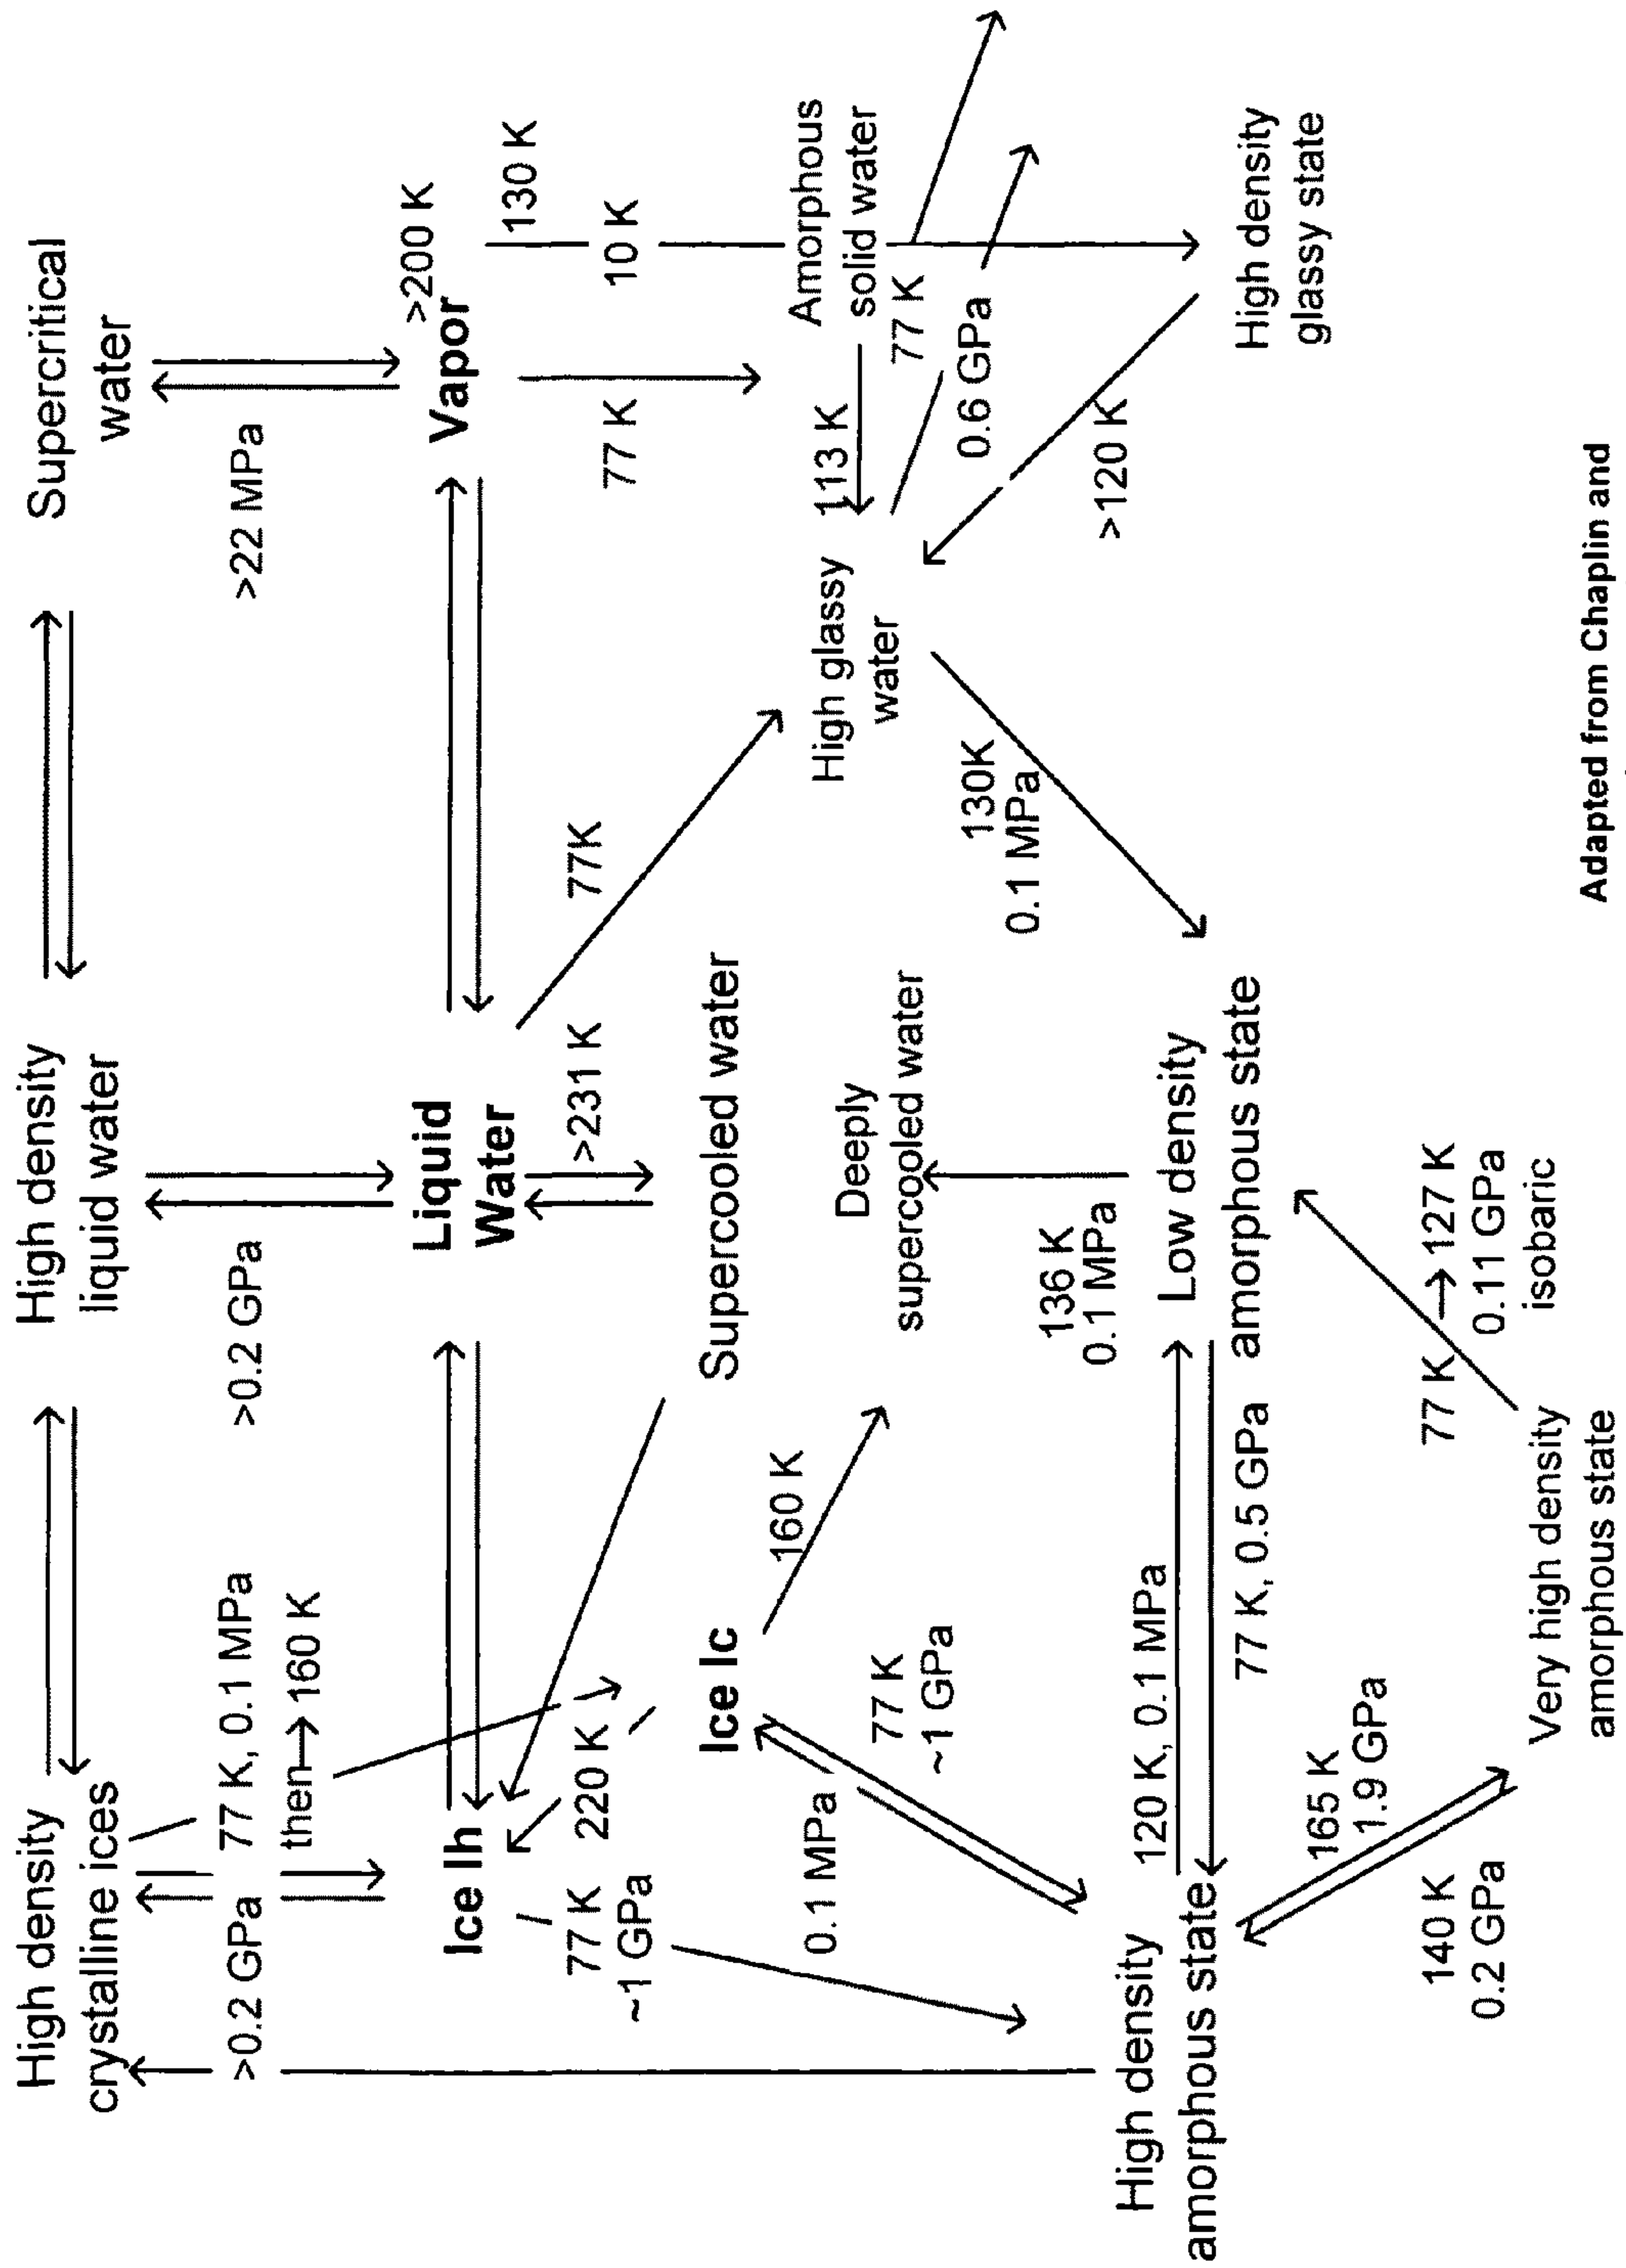 High density
crystalline ices
High density
liquid water
Supercritical
water
>0.2 GPa
77 K, 0.1 MPa
then→160 K
>0.2 GPa
>22 MPa
Ice Ih
Liquid
Water
Vapor
>200 K
77 K
~1 GPa
220 K
>231 K
77K
77 K
10 K
130 K
Ice Ic
Supercooled water
160 K
0.1 MPa
77 K
~1 GPa
Deeply
supercooled water
High glassy
water
113 K
Amorphous
solid water
77 K
0.6 GPa
136 K
0.1 MPa
130K
0.1 MPa
>120 K
High density
amorphous state
120 K, 0.1 MPa
77 K, 0.5 GPa
Low density
amorphous state
High density
glassy state
140 K
0.2 GPa
165 K
1.9 GPa
77 K → 127 K
0.11 GPa
isobaric
Very high density
amorphous state
Adapted from Chaplin and